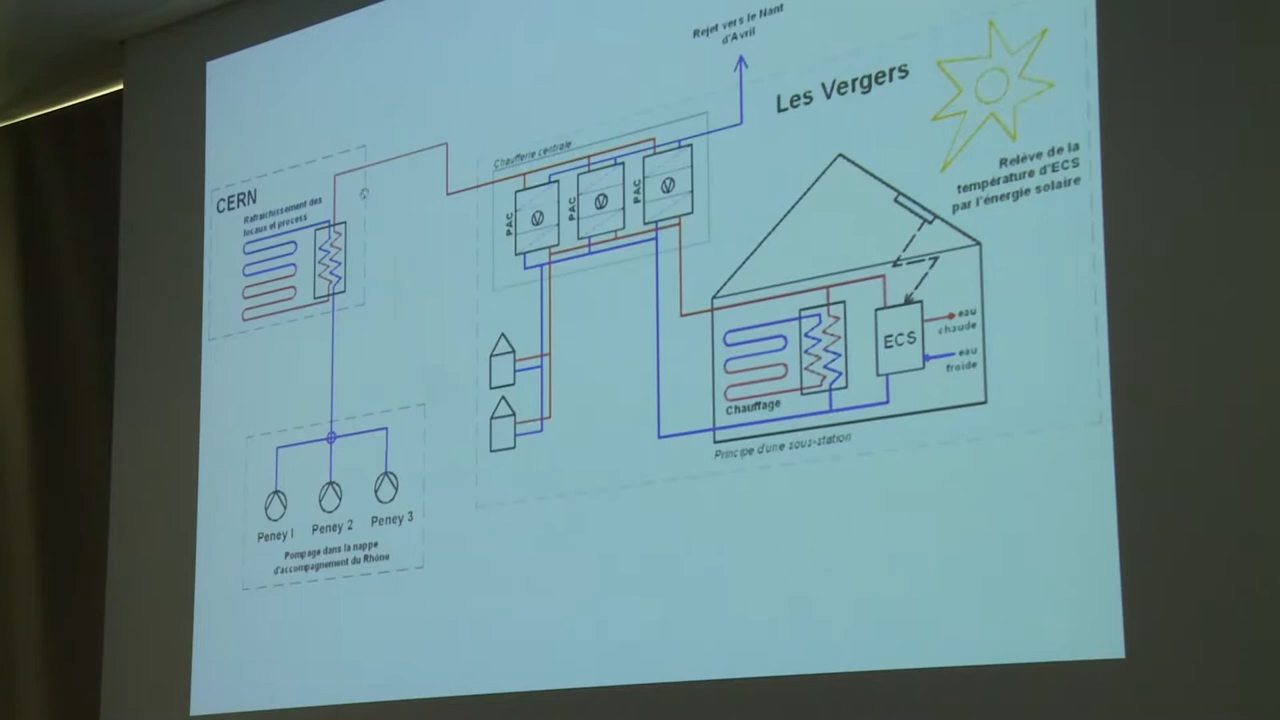 Rejet vers le Nant
d'Avril
Les Vergers
Chaufferie centrale
CERN
Rafraichissement des
locaux et process
PAC
PAC
PAC
Relève de la
température d'ECS
par l'énergie solaire
ECS
eau
chaude
eau
froide
Chauffage
Principe d'une sous-station
Peney 1
Peney 2
Peney 3
Pompage dans la nappe
d'accompagnement du Rhône